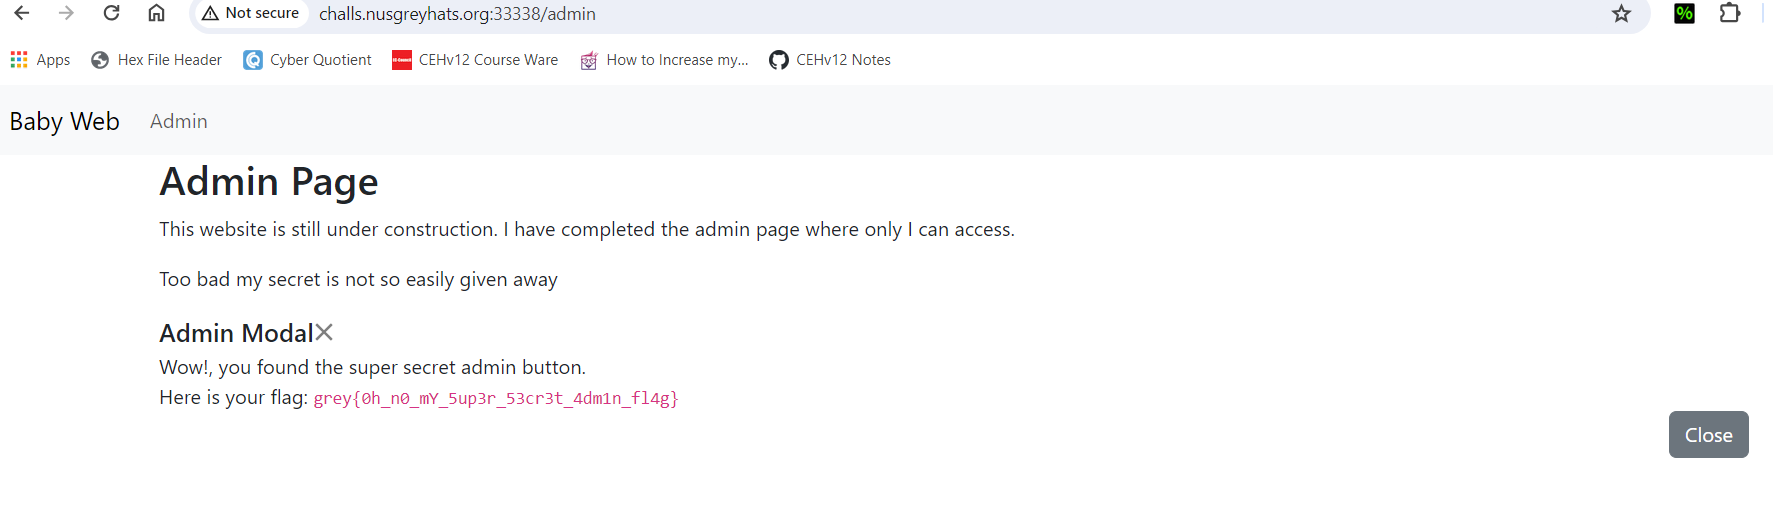 Not secure challs.nusgreyhats.org:33338/admin %
Apps Hex File Header Cyber Quotient CEHv12 Course Ware How to Increase my... CEHv12 Notes
Baby Web Admin
Admin Page
This website is still under construction. I have completed the admin page where only I can access.
Too bad my secret is not so easily given away
Admin Modal
Wow!, you found the super secret admin button.
Here is your flag: grey{0h_n0_mY_5up3r_53cr3t_4dm1n_fl4g}
Close